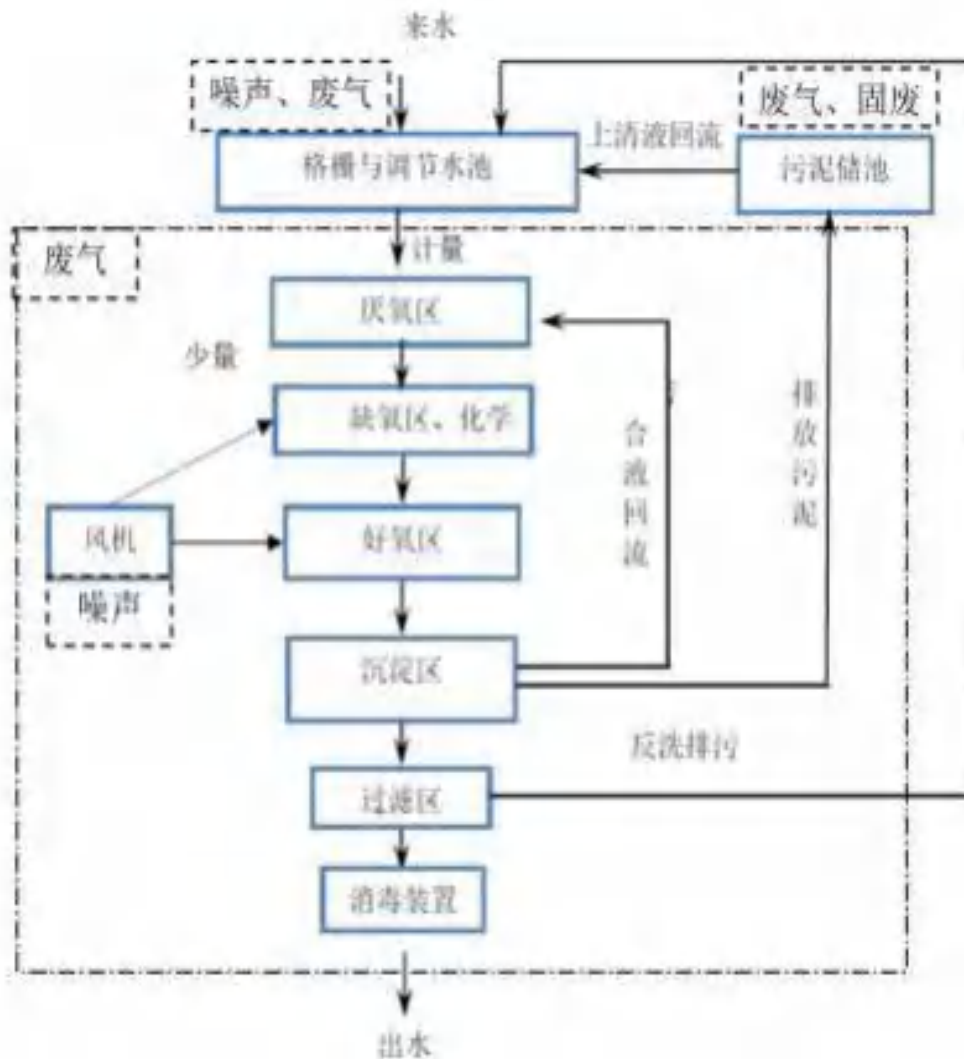 来水
噪声、废气
废气、固废
上清液回流
格栅与调节水池
污泥储池
废气
计量
厌氧区
少量
缺氧区、化学
台液回流
排放污泥
风机
好氧区
噪声
沉淀区
反洗排污
过滤区
消毒装置
出水